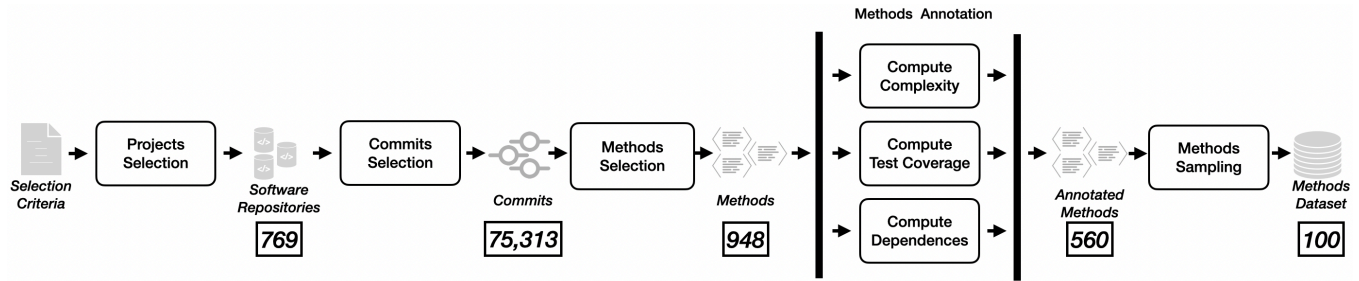 Methods Annotation
Selection
Criteria
Projects
Selection
Software
Repositories
769
Commits
Selection
Commits
75,313
Methods
Selection
Methods
948
Compute
Complexity
Compute
Test Coverage
Compute
Dependences
Annotated
Methods
560
Methods
Sampling
Methods
Dataset
100